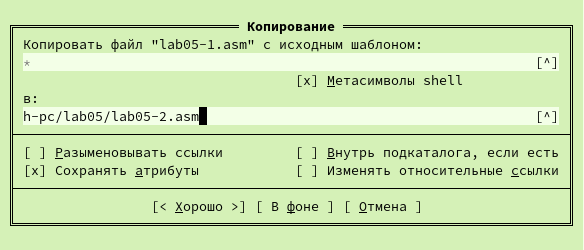 Копирование
Копировать файл "lab05-1.asm" с исходным шаблоном:
* [^]
[x] Метасимволы shell
в:
h-pc/lab05/lab05-2.asm [^]
[ ] Разыменовывать ссылки [ ] Внутрь подкаталога, если есть
[x] Сохранять атрибуты [ ] Изменять относительные ссылки
[< Хорошо >] [ В фоне ] [ Отмена ]